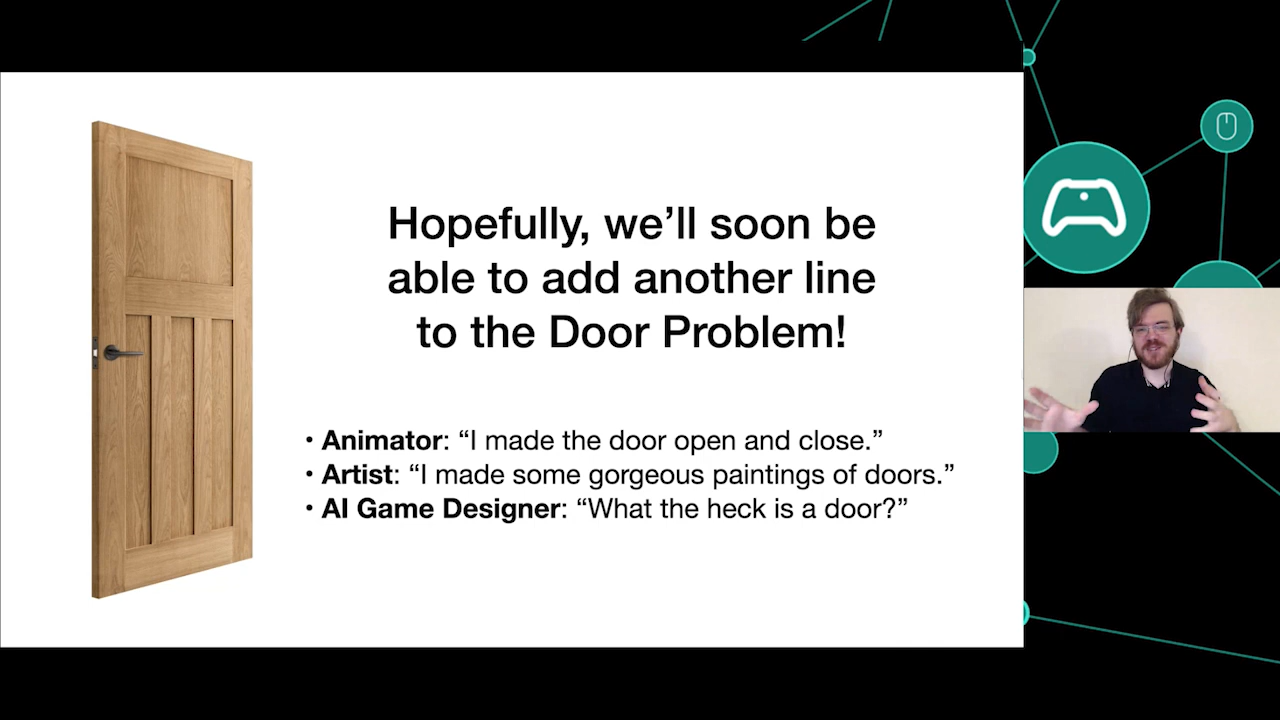 Hopefully, we’ll soon be
able to add another line
to the Door Problem!
• Animator: “I made the door open and close.”
• Artist: “I made some gorgeous paintings of doors.”
• AI Game Designer: “What the heck is a door?”